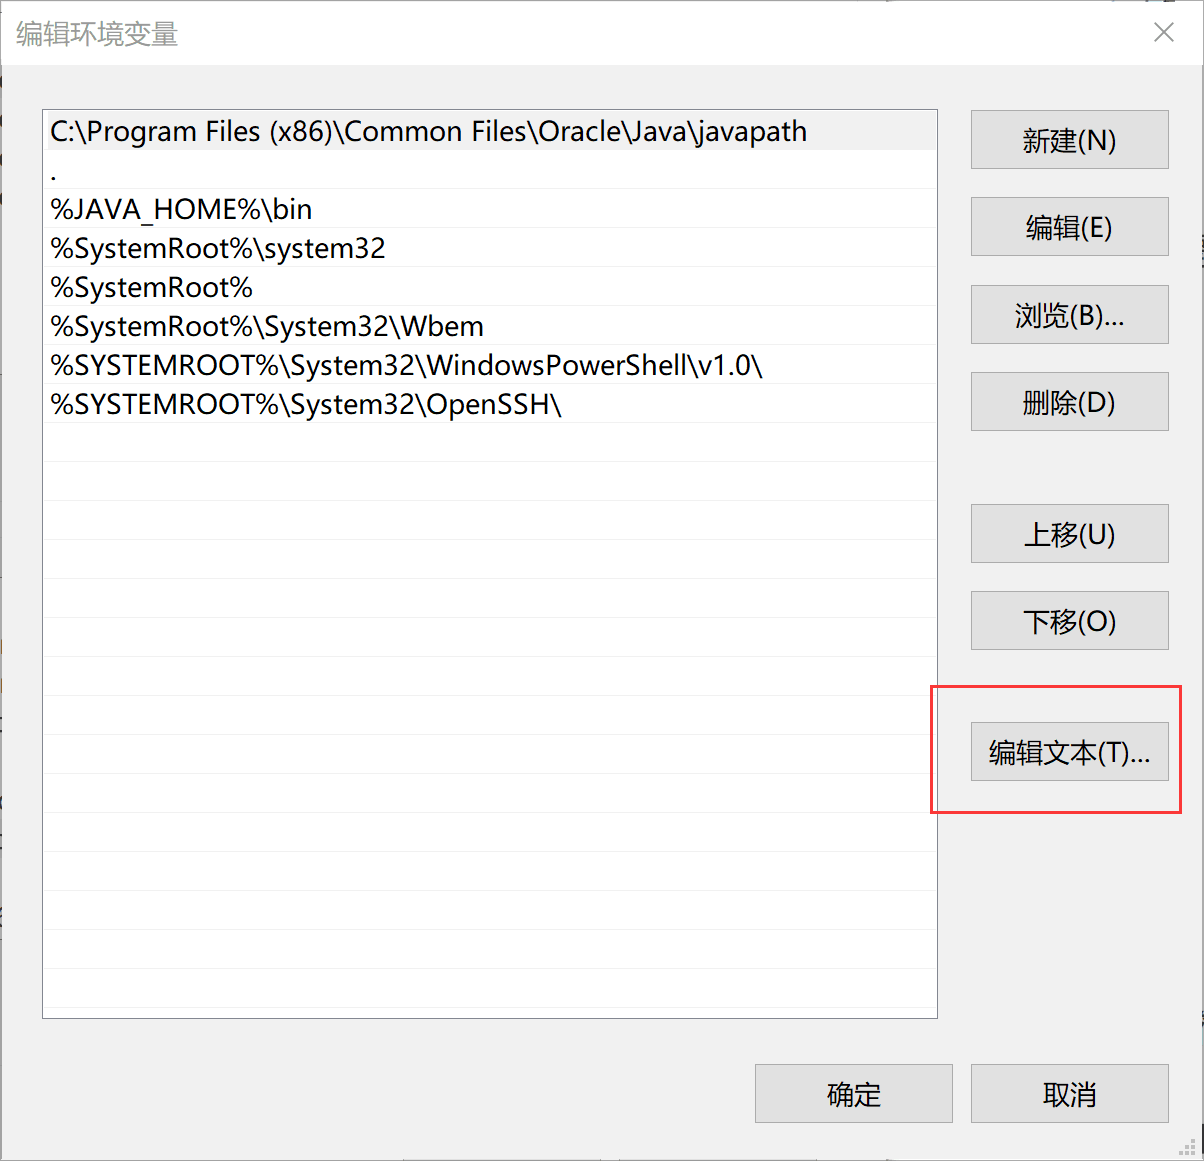 编辑环境变量
C:\Program Files (x86)\Common Files\Oracle\Java\javapath
.
%JAVA_HOME%\bin
%SystemRoot%\system32
%SystemRoot%
%SystemRoot%\System32\Wbem
%SYSTEMROOT%\System32\WindowsPowerShell\v1.0\
%SYSTEMROOT%\System32\OpenSSH\
新建(N)
编辑(E)
浏览(B)...
删除(D)
上移(U)
下移(O)
编辑文本(T)...
确定
取消